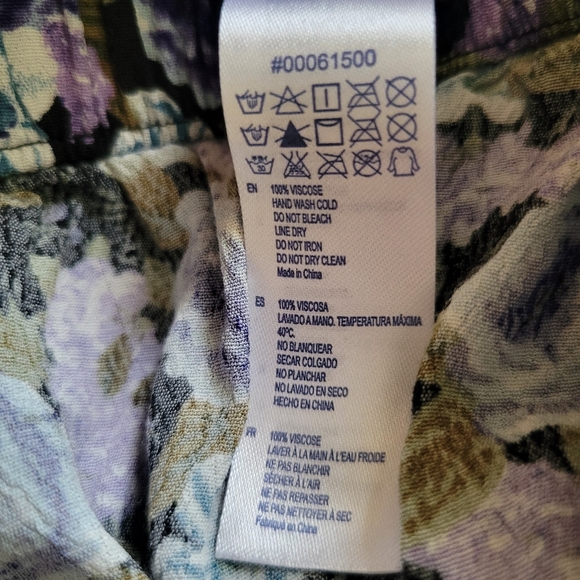 #00061500
EN 100% VISCOSE
HAND WASH COLD
DO NOT BLEACH
LINE DRY
DO NOT IRON
DO NOT DRY CLEAN
Made in China
ES 100% VISCOSA
LAVADO A MANO. TEMPERATURA MÁXIMA
40ºC.
NO BLANQUEAR
SECAR COLGADO
NO PLANCHAR
NO LAVADO EN SECO
HECHO EN CHINA
FR 100% VISCOSE
LAVER À LA MAIN À L'EAU FROIDE
NE PAS BLANCHIR
SÉCHER À L'AIR
NE PAS REPASSER
NE PAS NETTOYER À SEC
Fabriqué en China